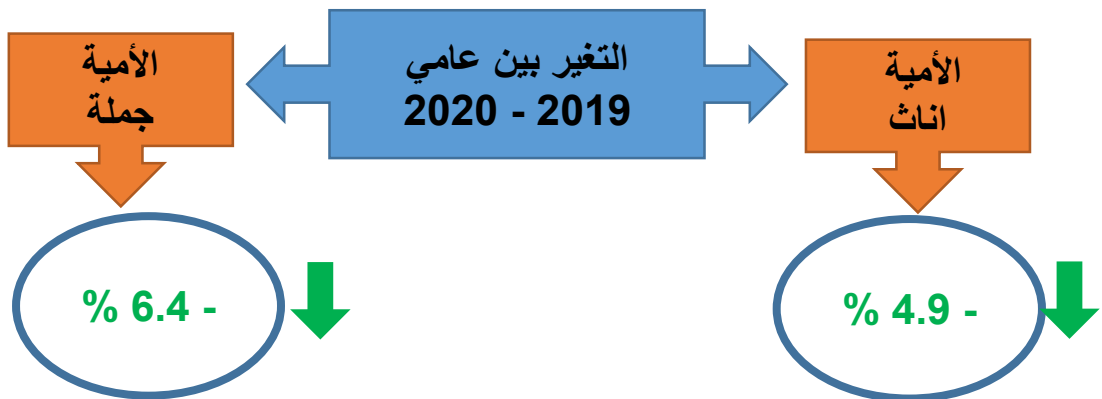 التغير بين عامي
2019 - 2020
الأمية
اناث
- 4.9 %
الأمية
جملة
- 6.4 %